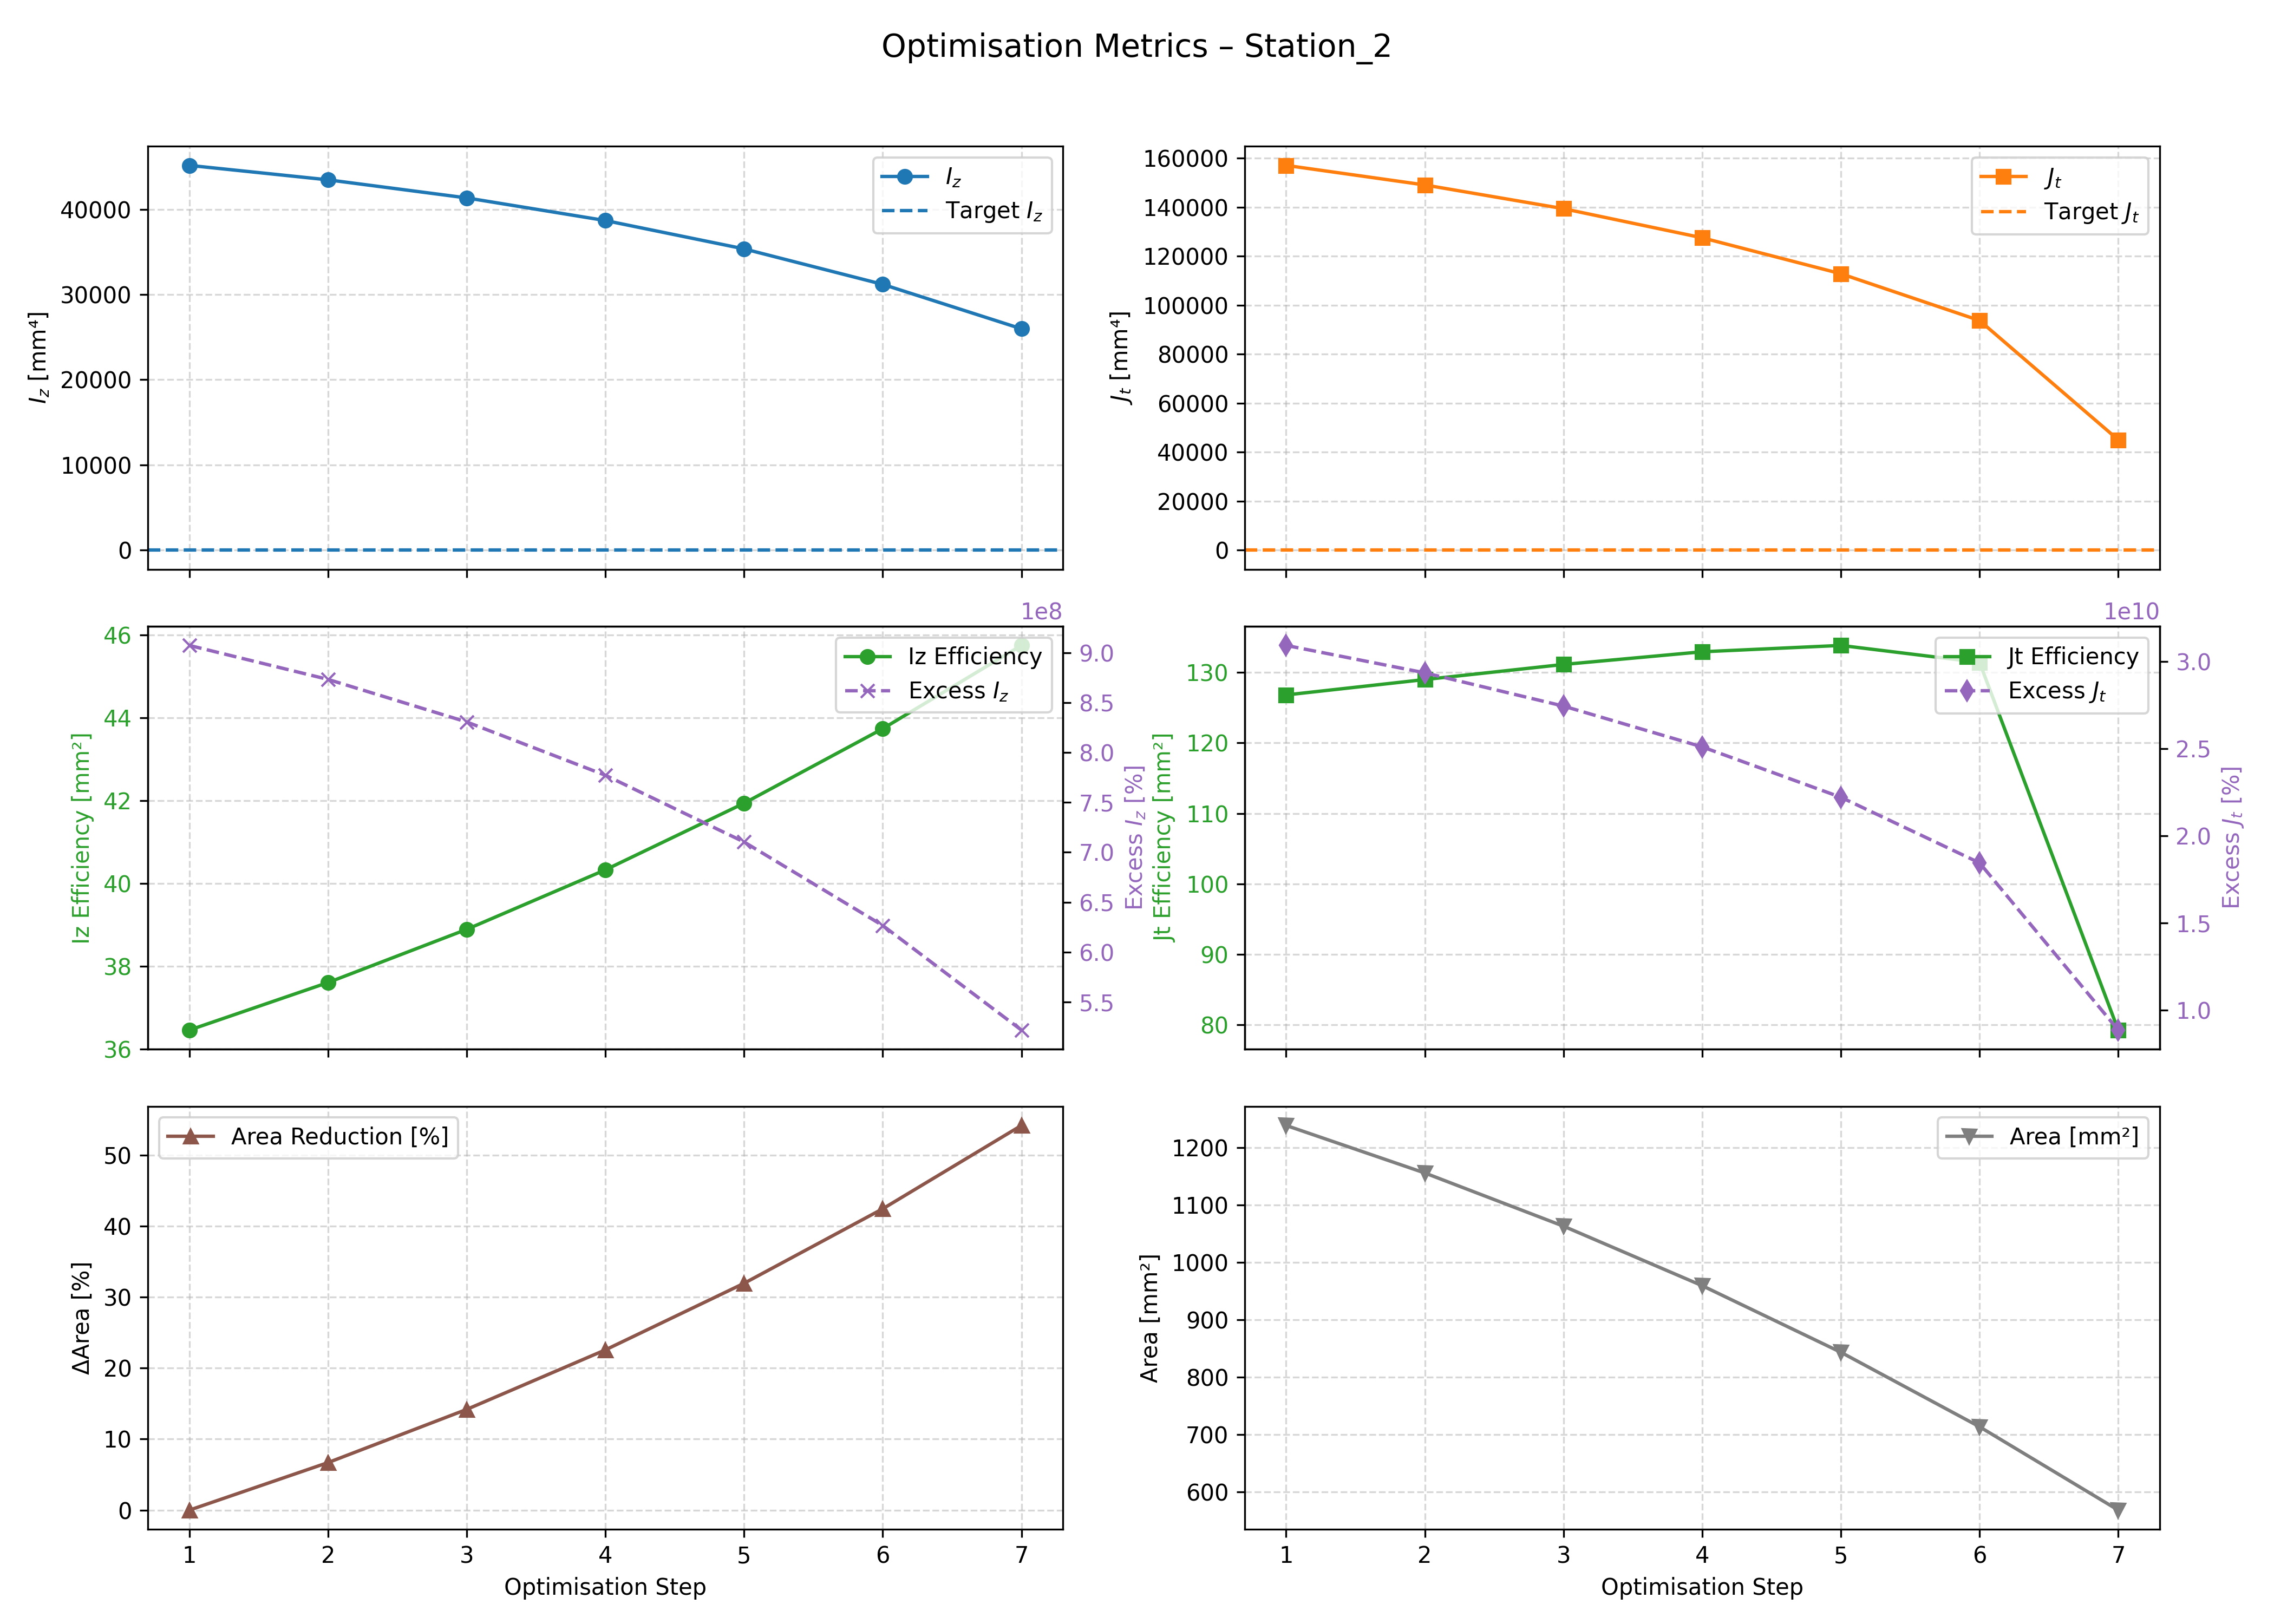 Optimisation Metrics – Station_2
I_z [mm⁴]
40000
30000
20000
10000
0
I_z
Target I_z
J_t [mm⁴]
160000
140000
120000
100000
80000
60000
40000
20000
0
J_t
Target J_t
Iz Efficiency [mm²]
46
44
42
40
38
36
Iz Efficiency
Excess I_z
1e8
9.0
8.5
8.0
7.5
7.0
6.5
6.0
5.5
Excess I_z [%]
Jt Efficiency [mm²]
130
120
110
100
90
80
Jt Efficiency
Excess J_t
1e10
3.0
2.5
2.0
1.5
1.0
Excess J_t [%]
ΔArea [%]
50
40
30
20
10
0
Area Reduction [%]
1 2 3 4 5 6 7
Optimisation Step
Area [mm²]
1200
1100
1000
900
800
700
600
Area [mm²]
1 2 3 4 5 6 7
Optimisation Step